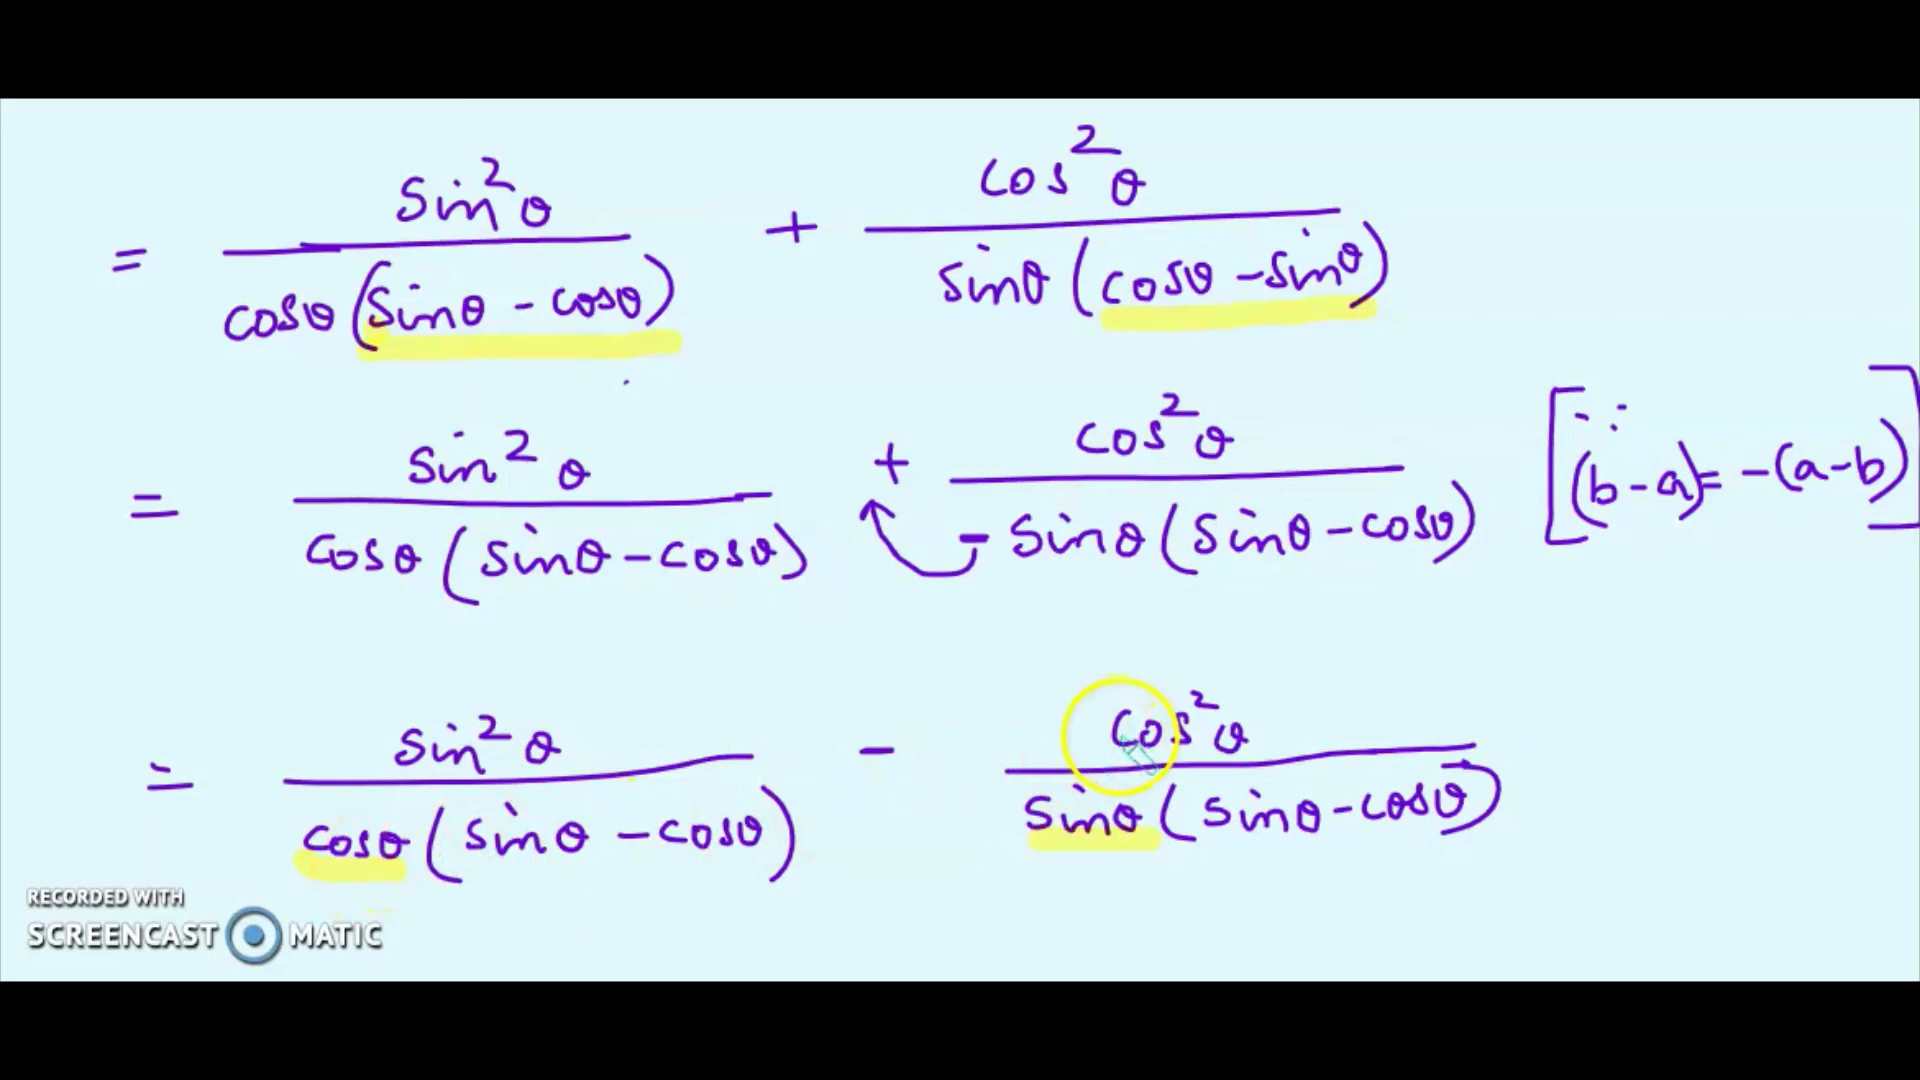 = sin²θ / cosθ (sinθ - cosθ) + cos²θ / sinθ (cosθ - sinθ)
= sin²θ / cosθ (sinθ - cosθ) + cos²θ / - sinθ (sinθ - cosθ) [∵ (b-a) = -(a-b)]
= sin²θ / cosθ (sinθ - cosθ) - cos²θ / sinθ (sinθ - cosθ)
RECORDED WITH
SCREENCAST MATIC